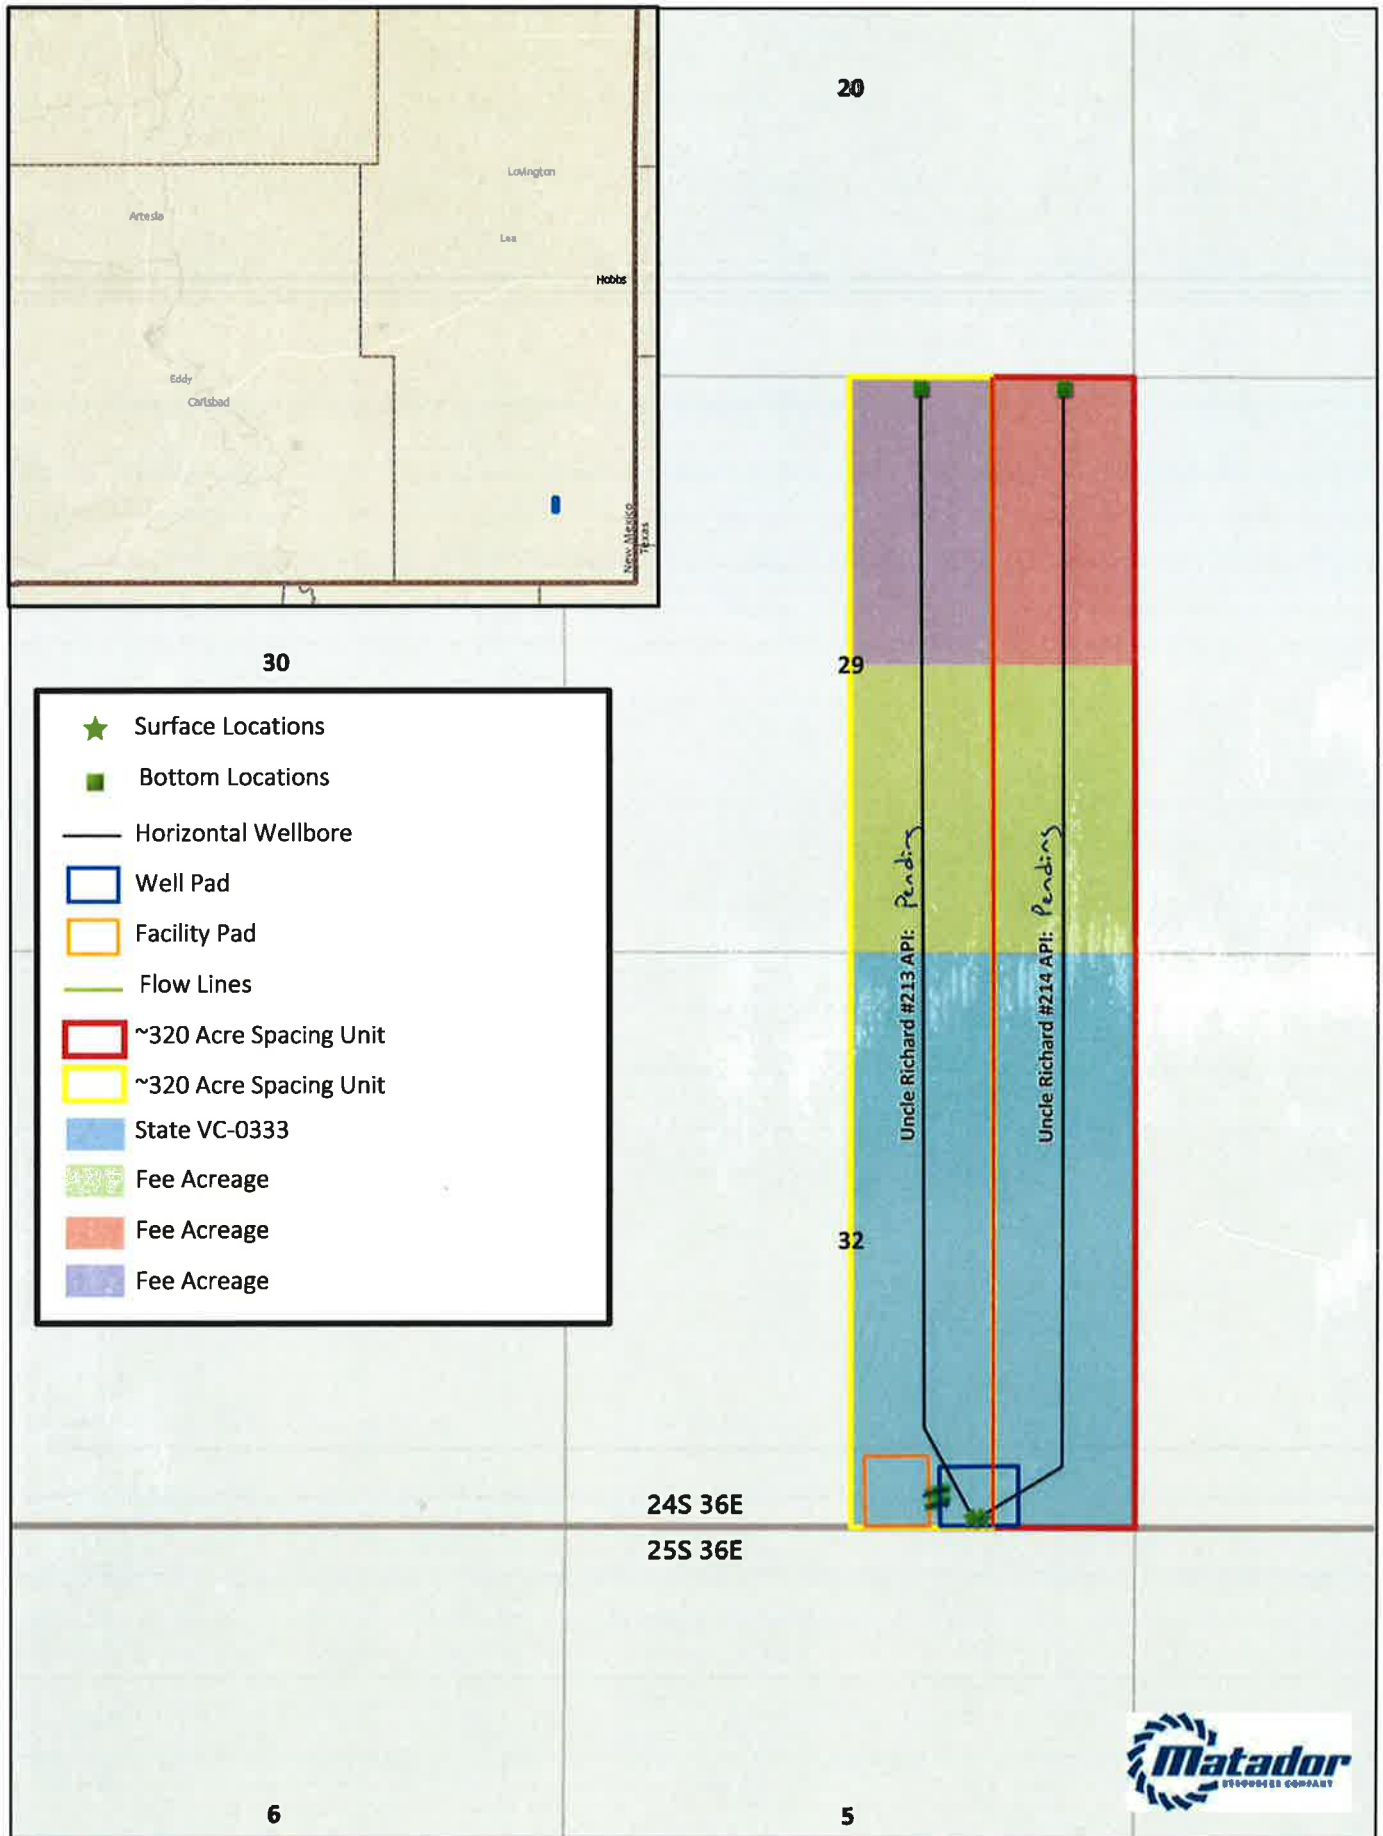 20
Lovington
Artesia
Lea
Hobbs
Eddy
Carlsbad
New Mexico
Texas
30
29
Surface Locations
Bottom Locations
Horizontal Wellbore
Well Pad
Facility Pad
Flow Lines
~320 Acre Spacing Unit
~320 Acre Spacing Unit
State VC-0333
Fee Acreage
Fee Acreage
Fee Acreage
Uncle Richard #213 API: Pending
Uncle Richard #214 API: Pending
32
24S 36E
25S 36E
6
5
Matador
RESOURCES COMPANY